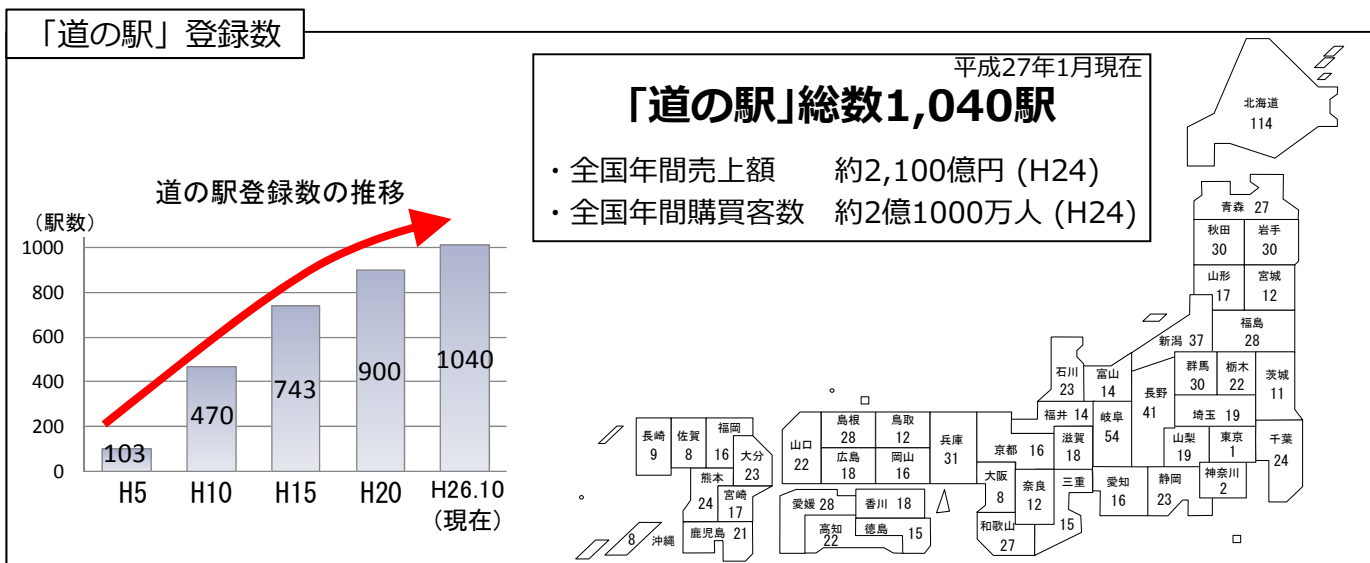 「道の駅」登録数
平成27年1月現在
「道の駅」総数1,040駅
・全国年間売上額 約2,100億円 (H24)
・全国年間購買客数 約2億1000万人 (H24)
道の駅登録数の推移
(駅数)
1000
800
600
400
200
0
103
470
743
900
1040
H5
H10
H15
H20
H26.10
(現在)
北海道
114
青森 27
秋田
30
岩手
30
山形
17
宮城
12
福島
28
新潟 37
群馬
30
栃木
22
茨城
11
石川
23
富山
14
長野
41
埼玉 19
福井 14
岐阜
54
山梨
19
東京
1
千葉
24
神奈川
2
静岡
23
愛知
16
滋賀
18
三重
15
京都 16
大阪
8
奈良
12
和歌山
27
兵庫
31
鳥取
12
島根
28
岡山
16
広島
18
山口
22
香川 18
愛媛 28
徳島
15
高知
22
福岡
16
佐賀
8
長崎
9
大分
23
熊本
24
宮崎
17
鹿児島 21
8 沖縄